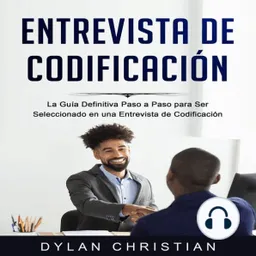 ENTREVISTA DE
CODIFICACIÓN
La Guía Definitiva Paso a Paso para Ser
Seleccionado en una Entrevista de Codificación
DYLAN CHRISTIAN